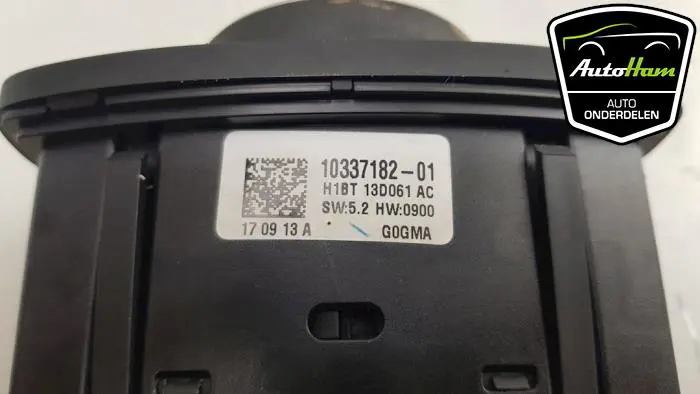 AutoHam
AUTO
ONDERDELEN
10337182-01
H1BT 13D061 AC
SW:5.2 HW:0900
17 09 13 A
G0GMA